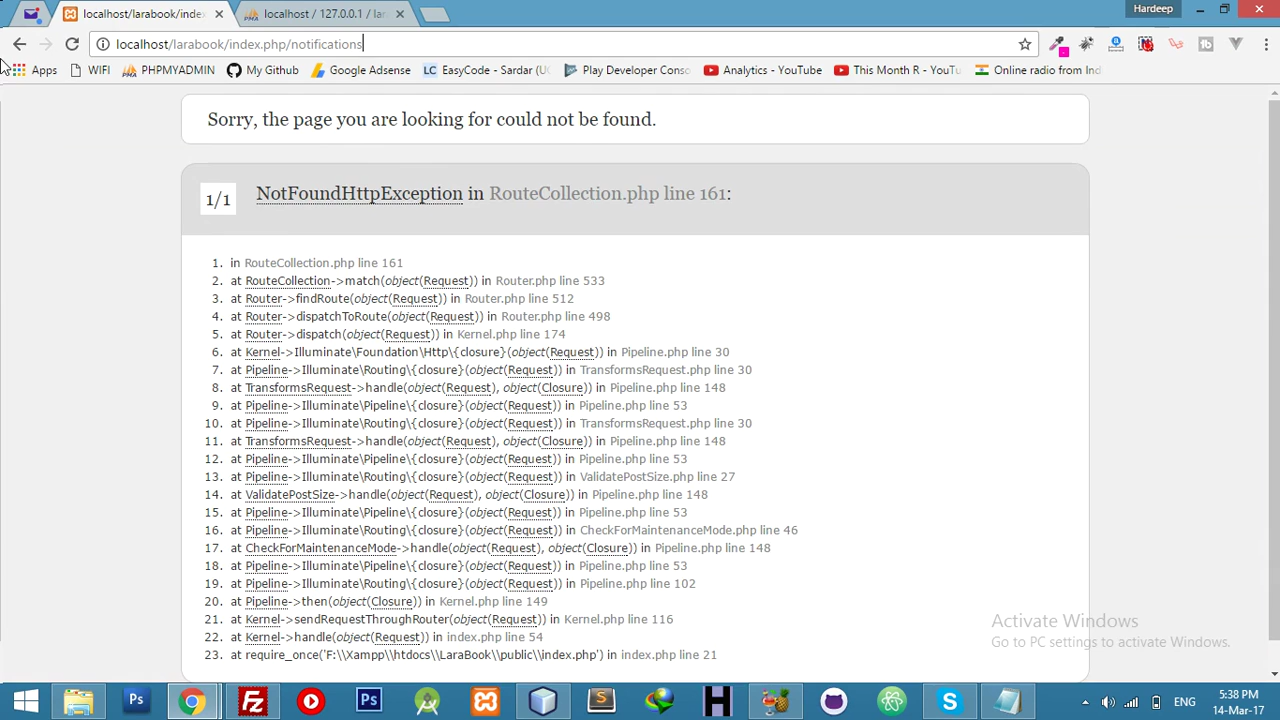 localhost/larabook/index
localhost / 127.0.0.1 / lar
Hardeep
localhost/larabook/index.php/notifications
Apps WIFI PHPMYADMIN My Github Google Adsense EasyCode - Sardar (U Play Developer Conso Analytics - YouTube This Month R - YouTu Online radio from Ind
Sorry, the page you are looking for could not be found.
1/1 NotFoundHttpException in RouteCollection.php line 161:
1. in RouteCollection.php line 161
2. at RouteCollection->match(object(Request)) in Router.php line 533
3. at Router->findRoute(object(Request)) in Router.php line 512
4. at Router->dispatchToRoute(object(Request)) in Router.php line 498
5. at Router->dispatch(object(Request)) in Kernel.php line 174
6. at Kernel->Illuminate\Foundation\Http\{closure}(object(Request)) in Pipeline.php line 30
7. at Pipeline->Illuminate\Routing\{closure}(object(Request)) in TransformsRequest.php line 30
8. at TransformsRequest->handle(object(Request), object(Closure)) in Pipeline.php line 148
9. at Pipeline->Illuminate\Pipeline\{closure}(object(Request)) in Pipeline.php line 53
10. at Pipeline->Illuminate\Routing\{closure}(object(Request)) in TransformsRequest.php line 30
11. at TransformsRequest->handle(object(Request), object(Closure)) in Pipeline.php line 148
12. at Pipeline->Illuminate\Pipeline\{closure}(object(Request)) in Pipeline.php line 53
13. at Pipeline->Illuminate\Routing\{closure}(object(Request)) in ValidatePostSize.php line 27
14. at ValidatePostSize->handle(object(Request), object(Closure)) in Pipeline.php line 148
15. at Pipeline->Illuminate\Pipeline\{closure}(object(Request)) in Pipeline.php line 53
16. at Pipeline->Illuminate\Routing\{closure}(object(Request)) in CheckForMaintenanceMode.php line 46
17. at CheckForMaintenanceMode->handle(object(Request), object(Closure)) in Pipeline.php line 148
18. at Pipeline->Illuminate\Pipeline\{closure}(object(Request)) in Pipeline.php line 53
19. at Pipeline->Illuminate\Routing\{closure}(object(Request)) in Pipeline.php line 102
20. at Pipeline->then(object(Closure)) in Kernel.php line 149
21. at Kernel->sendRequestThroughRouter(object(Request)) in Kernel.php line 116
22. at Kernel->handle(object(Request)) in index.php line 54
23. at require_once('F:\\Xampp\\htdocs\\LaraBook\\public\\index.php') in index.php line 21
Activate Windows
Go to PC settings to activate Windows.
ENG
5:38 PM
14-Mar-17